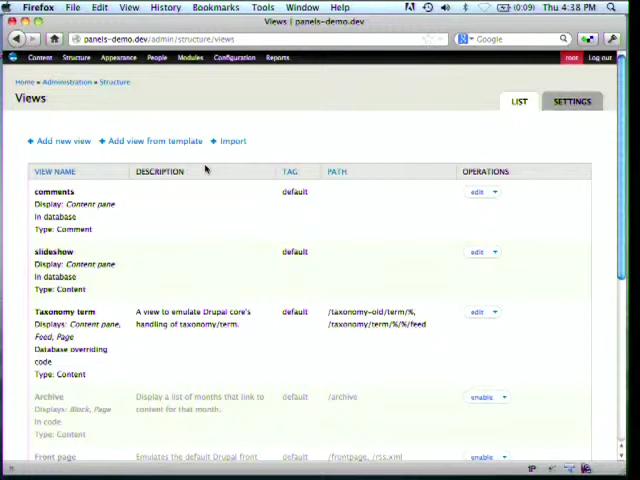 Firefox File Edit View History Bookmarks Tools Window Help (0:09) Thu 4:38 PM
Views | panels-demo.dev
panels-demo.dev/admin/structure/views Google
Content Structure Appearance People Modules Configuration Reports root Log out
Home » Administration » Structure
Views
LIST SETTINGS
+ Add new view + Add view from template + Import
VIEW NAME DESCRIPTION TAG PATH OPERATIONS
comments default edit
Display: Content pane
In database
Type: Comment
slideshow default edit
Display: Content pane
In database
Type: Content
Taxonomy term A view to emulate Drupal core's default /taxonomy-old/term/%, edit
Displays: Content pane, handling of taxonomy/term. /taxonomy/term/%/%/feed
Feed, Page
Database overriding
code
Type: Content
Archive Display a list of months that link to default /archive enable
Displays: Block, Page content for that month.
In code
Type: Content
Front page Emulates the default Drupal front default /frontpage, /rss.xml enable